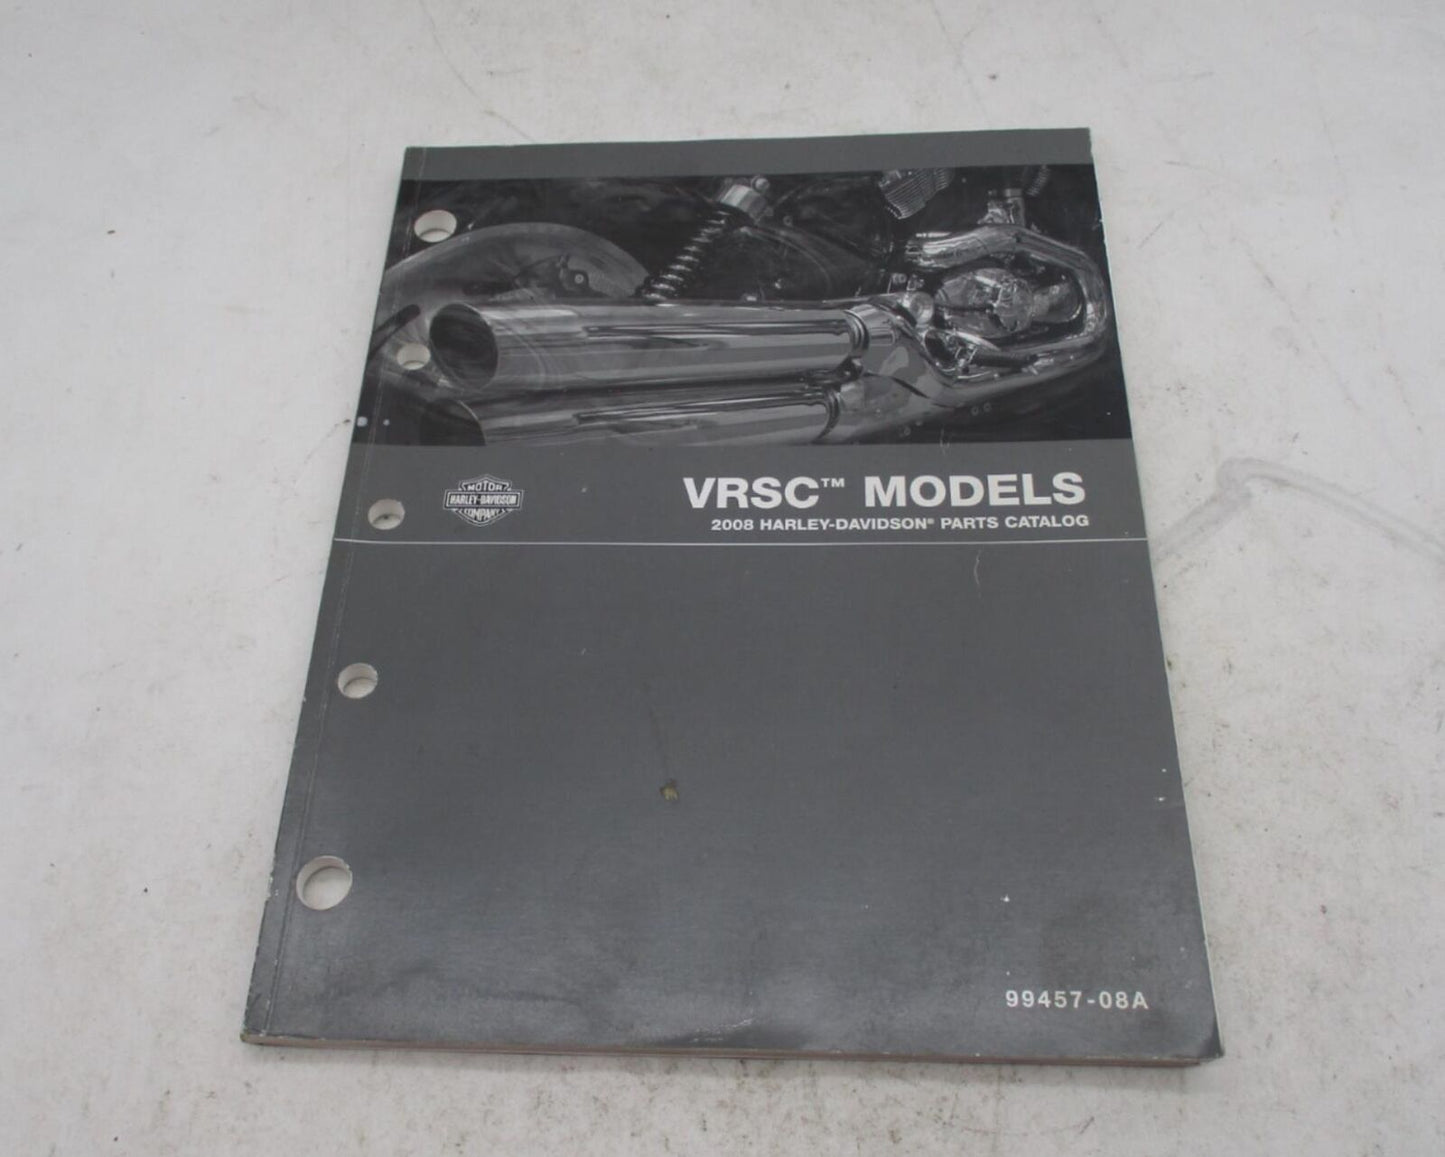 MOTOR
HARLEY-DAVIDSON
COMPANY
VRSC™ MODELS
2008 HARLEY-DAVIDSON® PARTS CATALOG
99457-08A